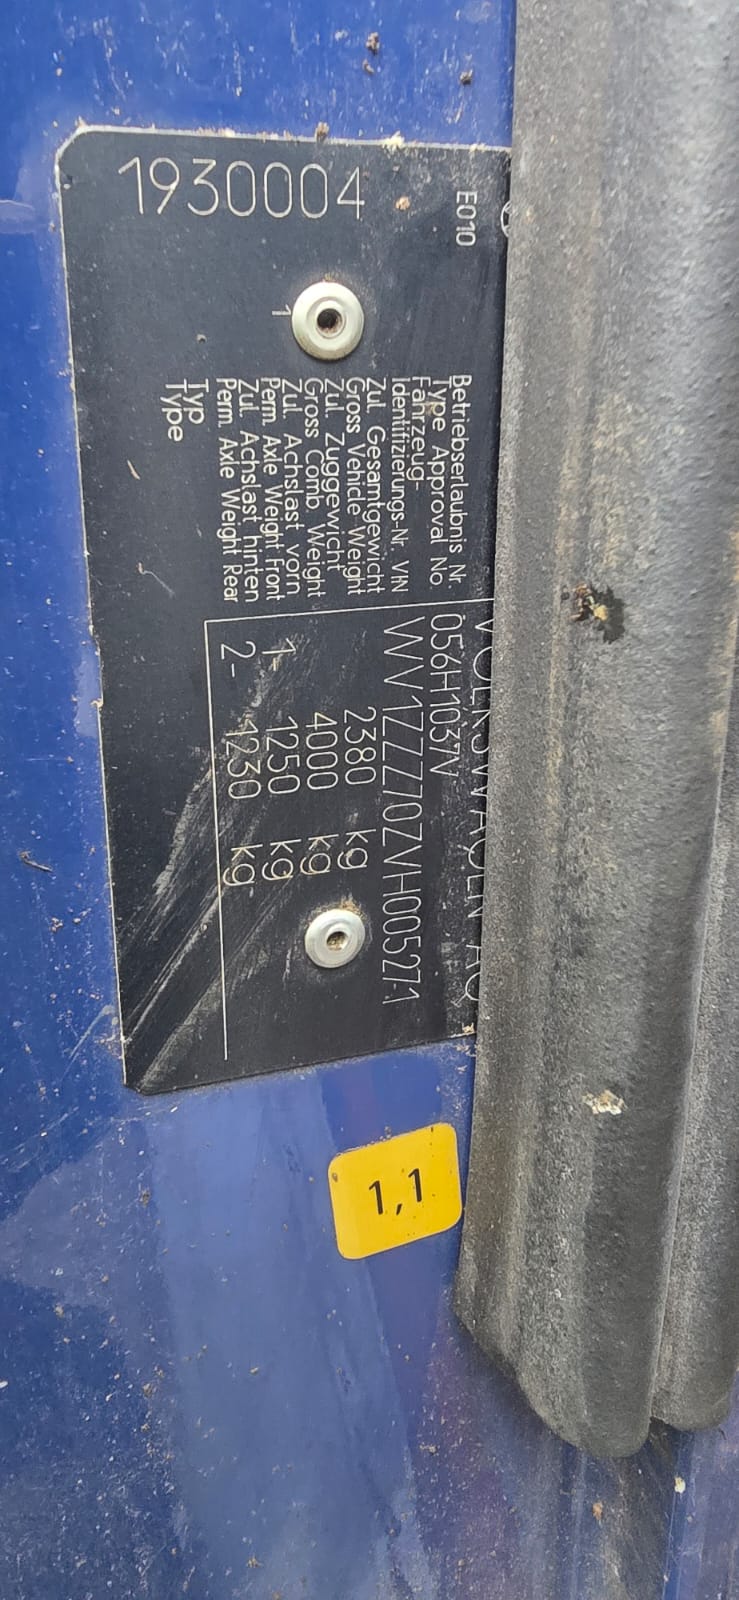 E010
1930004
VOLKSWAGEN AG
Betriebserlaubnis Nr.
Type Approval No 056H1037N
Fahrzeug-
Identifizierungs-Nr. VIN WV1ZZZ70ZVH005271
Zul. Gesamtgewicht
Gross Vehicle Weight 2380 kg
Zul. Zuggewicht
Gross Comb. Weight 4000 kg
Zul. Achslast vorn
Perm. Axle Weight Front 1- 1250 kg
Zul. Achslast hinten
Perm. Axle Weight Rear 2- 1230 kg
Typ
Type
1
1,1